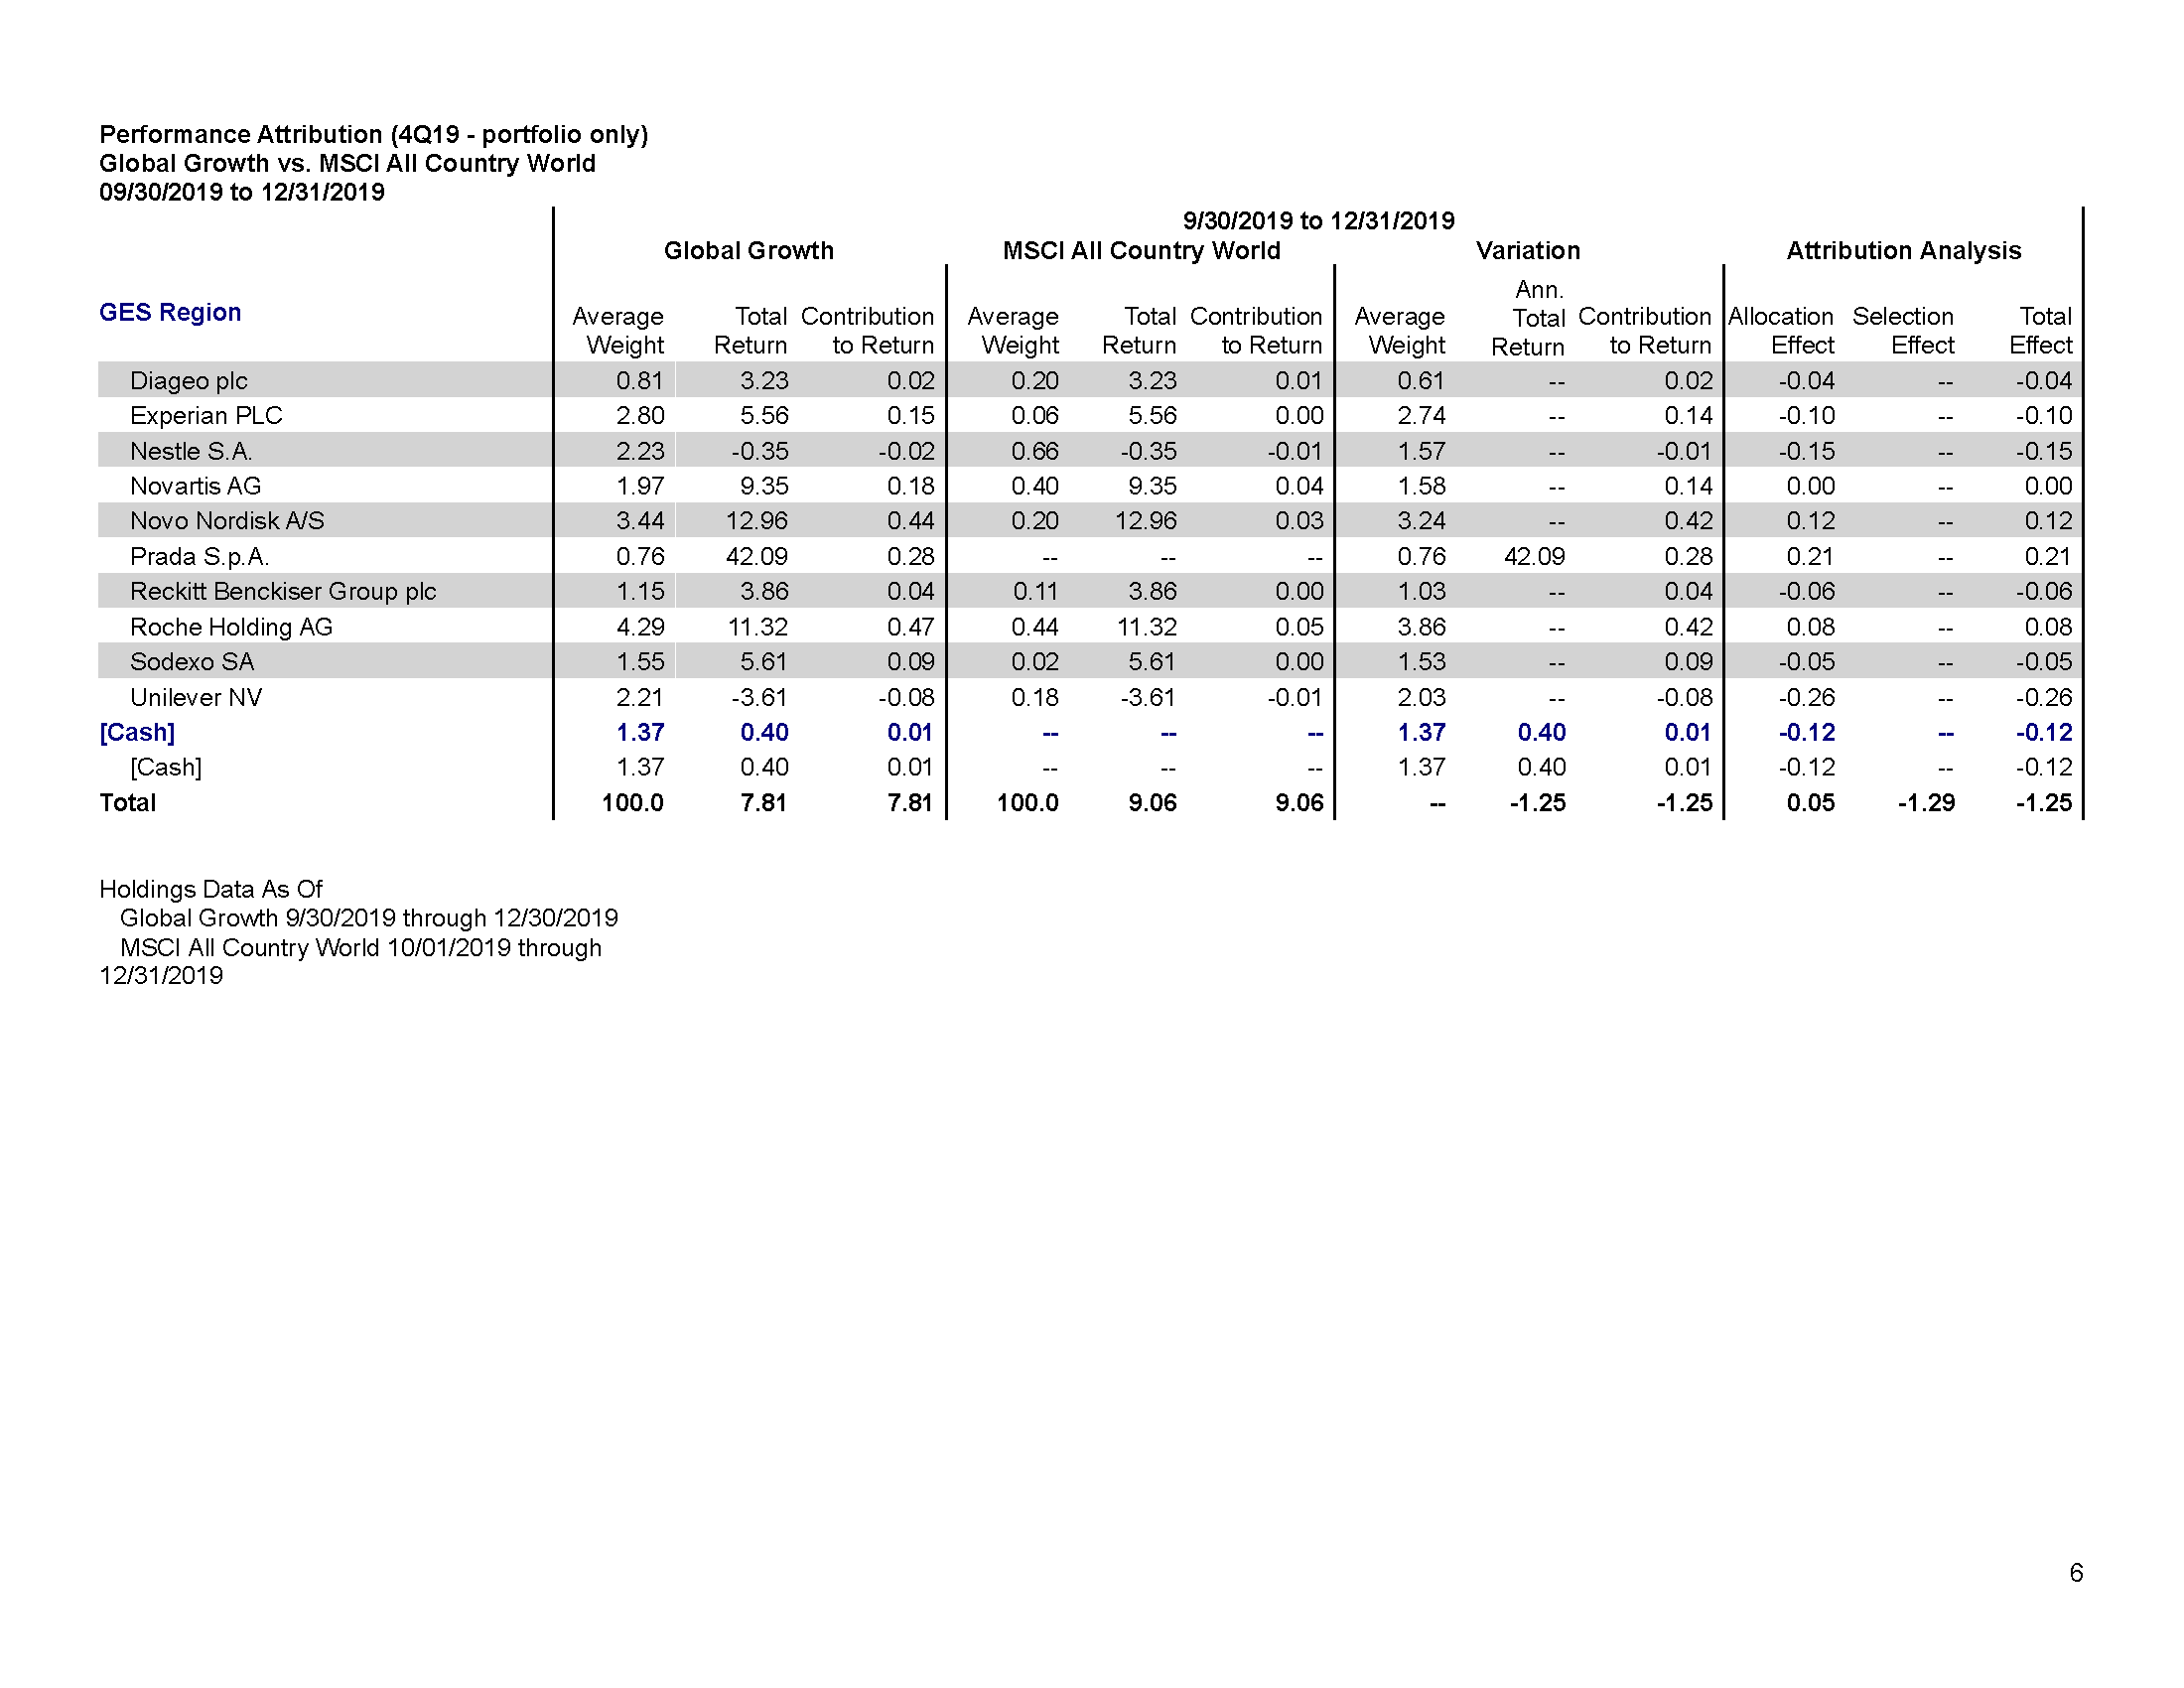 Performance Attribution (4Q19 - portfolio only)
Global Growth vs. MSCI All Country World
09/30/2019 to 12/31/2019
9/30/2019 to 12/31/2019
Global Growth MSCI All Country World Variation Attribution Analysis
GES Region Average Weight Total Return Contribution to Return Average Weight Total Return Contribution to Return Average Weight Ann. Total Return Contribution to Return Allocation Effect Selection Effect Total Effect
Diageo plc 0.81 3.23 0.02 0.20 3.23 0.01 0.61 -- 0.02 -0.04 -- -0.04
Experian PLC 2.80 5.56 0.15 0.06 5.56 0.00 2.74 -- 0.14 -0.10 -- -0.10
Nestle S.A. 2.23 -0.35 -0.02 0.66 -0.35 -0.01 1.57 -- -0.01 -0.15 -- -0.15
Novartis AG 1.97 9.35 0.18 0.40 9.35 0.04 1.58 -- 0.14 0.00 -- 0.00
Novo Nordisk A/S 3.44 12.96 0.44 0.20 12.96 0.03 3.24 -- 0.42 0.12 -- 0.12
Prada S.p.A. 0.76 42.09 0.28 -- -- -- 0.76 42.09 0.28 0.21 -- 0.21
Reckitt Benckiser Group plc 1.15 3.86 0.04 0.11 3.86 0.00 1.03 -- 0.04 -0.06 -- -0.06
Roche Holding AG 4.29 11.32 0.47 0.44 11.32 0.05 3.86 -- 0.42 0.08 -- 0.08
Sodexo SA 1.55 5.61 0.09 0.02 5.61 0.00 1.53 -- 0.09 -0.05 -- -0.05
Unilever NV 2.21 -3.61 -0.08 0.18 -3.61 -0.01 2.03 -- -0.08 -0.26 -- -0.26
[Cash] 1.37 0.40 0.01 -- -- -- 1.37 0.40 0.01 -0.12 -- -0.12
[Cash] 1.37 0.40 0.01 -- -- -- 1.37 0.40 0.01 -0.12 -- -0.12
Total 100.0 7.81 7.81 100.0 9.06 9.06 -- -1.25 -1.25 0.05 -1.29 -1.25
Holdings Data As Of
Global Growth 9/30/2019 through 12/30/2019
MSCI All Country World 10/01/2019 through
12/31/2019
6